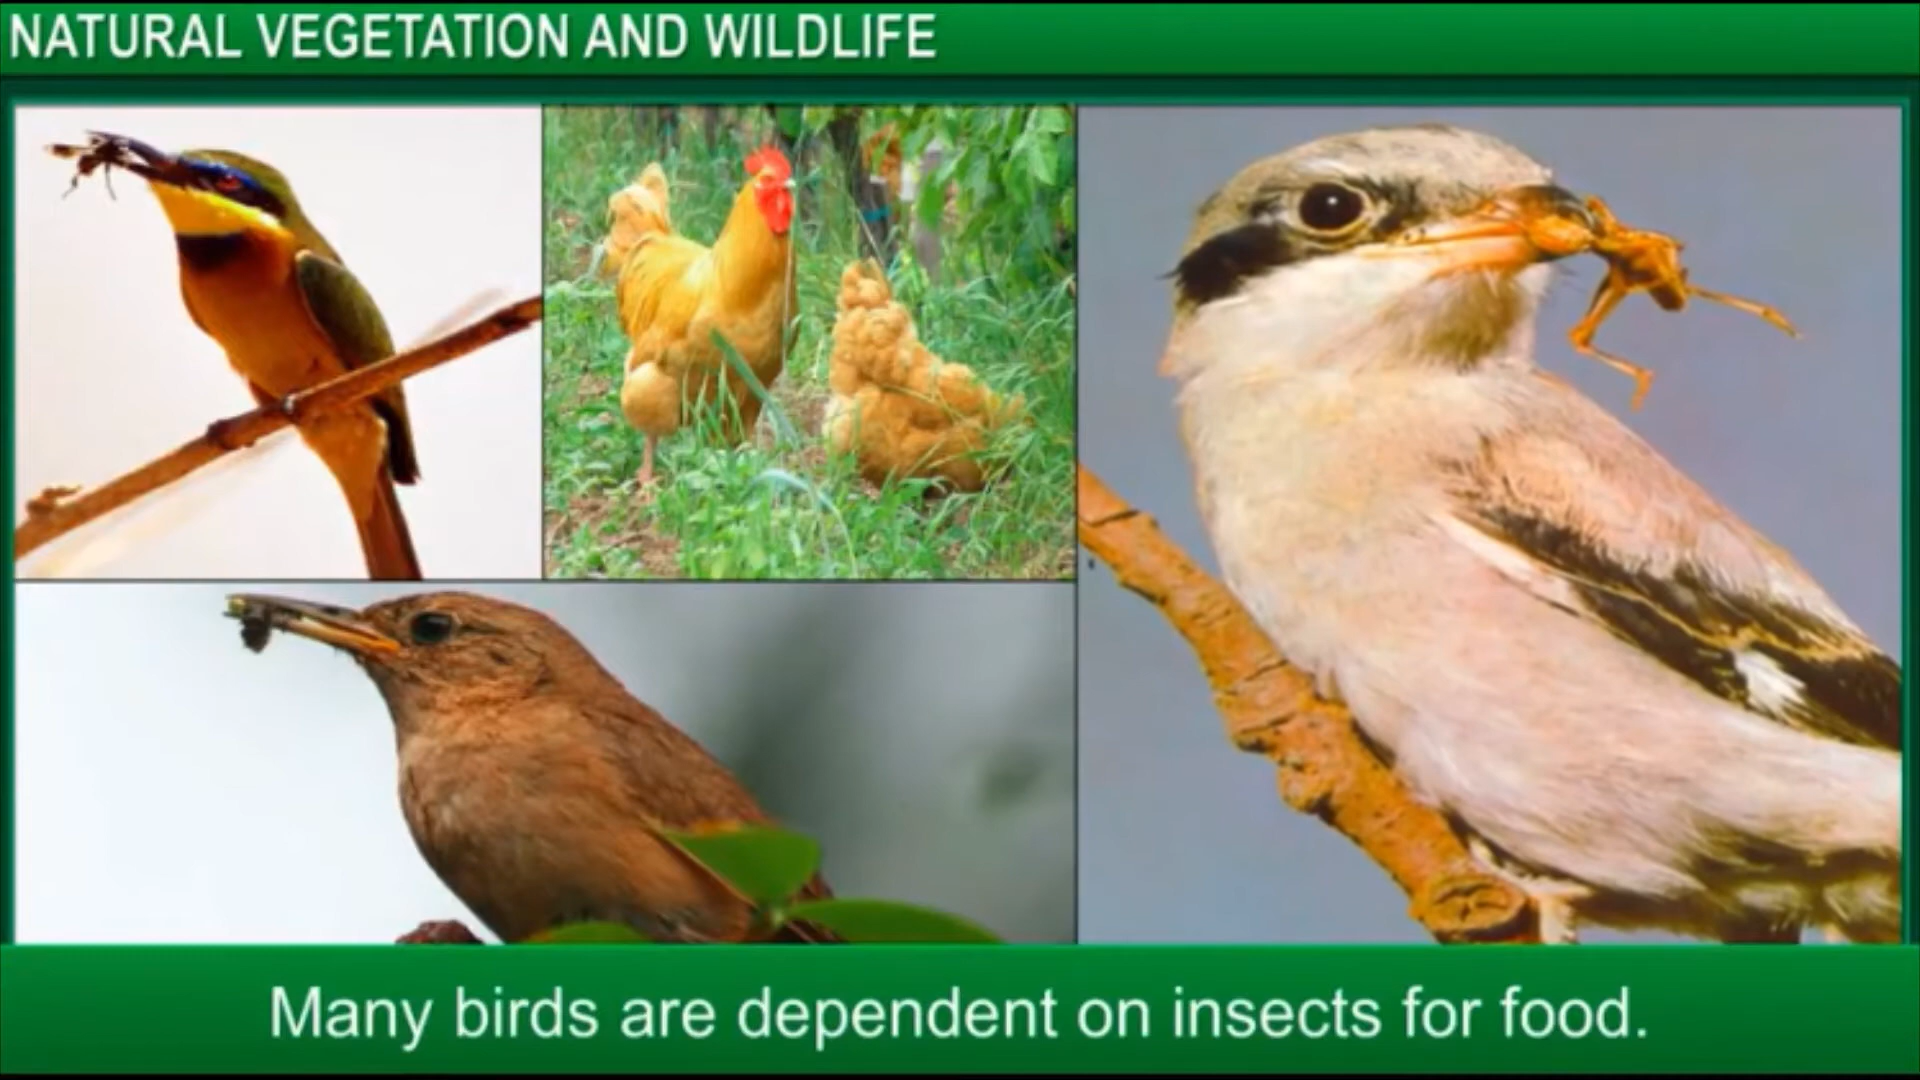 NATURAL VEGETATION AND WILDLIFE
Many birds are dependent on insects for food.